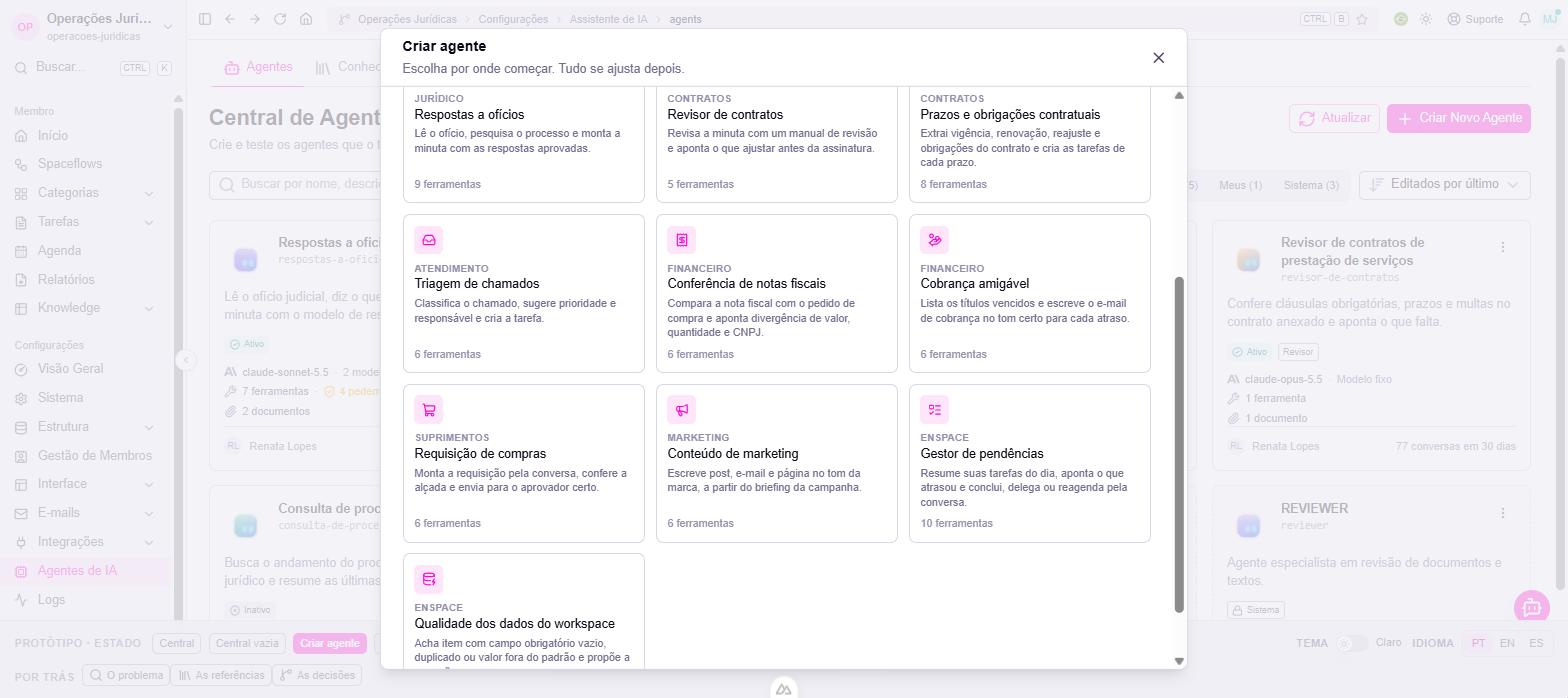 OP
Operações Juri...
operacoes-juridicas
Operações Jurídicas
Configurações
Assistente de IA
agents
CTRL
B
Suporte
MJ
Buscar...
CTRL
K
Membro
Início
Spaceflows
Categorias
Tarefas
Agenda
Relatórios
Knowledge
Configurações
Visão Geral
Sistema
Estrutura
Gestão de Membros
Interface
E-mails
Integrações
Agentes de IA
Logs
Agentes
Central de Agent
Crie e teste os agentes que o
Buscar por nome, descri
Atualizar
Criar Novo Agente
5)
Meus (1)
Sistema (3)
Editados por último
Respostas a ofíci
respostas-a-ofici
Lê o ofício judicial, diz o que
minuta com o modelo de res
Ativo
claude-sonnet-5.5 · 2 mode
7 ferramentas · 4 pedem
2 documentos
RL
Renata Lopes
Consulta de proc
consulta-de-proce
Busca o andamento do proc
jurídico e resume as últimas
Inativo
Criar agente
Escolha por onde começar. Tudo se ajusta depois.
JURÍDICO
Respostas a ofícios
Lê o ofício, pesquisa o processo e monta a
minuta com as respostas aprovadas.
9 ferramentas
CONTRATOS
Revisor de contratos
Revisa a minuta com um manual de revisão
e aponta o que ajustar antes da assinatura.
5 ferramentas
CONTRATOS
Prazos e obrigações contratuais
Extrai vigência, renovação, reajuste e
obrigações do contrato e cria as tarefas de
cada prazo.
8 ferramentas
ATENDIMENTO
Triagem de chamados
Classifica o chamado, sugere prioridade e
responsável e cria a tarefa.
6 ferramentas
FINANCEIRO
Conferência de notas fiscais
Compara a nota fiscal com o pedido de
compra e aponta divergência de valor,
quantidade e CNPJ.
6 ferramentas
FINANCEIRO
Cobrança amigável
Lista os títulos vencidos e escreve o e-mail
de cobrança no tom certo para cada atraso.
6 ferramentas
SUPRIMENTOS
Requisição de compras
Monta a requisição pela conversa, confere a
alçada e envia para o aprovador certo.
6 ferramentas
MARKETING
Conteúdo de marketing
Escreve post, e-mail e página no tom da
marca, a partir do briefing da campanha.
6 ferramentas
ENSPACE
Gestor de pendências
Resume suas tarefas do dia, aponta o que
atrasou e conclui, delega ou reagenda pela
conversa.
10 ferramentas
ENSPACE
Qualidade dos dados do workspace
Acha item com campo obrigatório vazio,
duplicado ou valor fora do padrão e propõe a
Revisor de contratos de
prestação de serviços
revisor-de-contratos
Confere cláusulas obrigatórias, prazos e multas no
contrato anexado e aponta o que falta.
Ativo
Revisor
claude-opus-5.5 · Modelo fixo
1 ferramenta
1 documento
RL
Renata Lopes
77 conversas em 30 dias
REVIEWER
reviewer
Agente especialista em revisão de documentos e
textos.
Sistema
PROTÓTIPO · ESTADO
Central
Central vazia
Criar agente
TEMA
Claro
IDIOMA
PT
EN
ES
POR TRÁS
O problema
As referências
As decisões